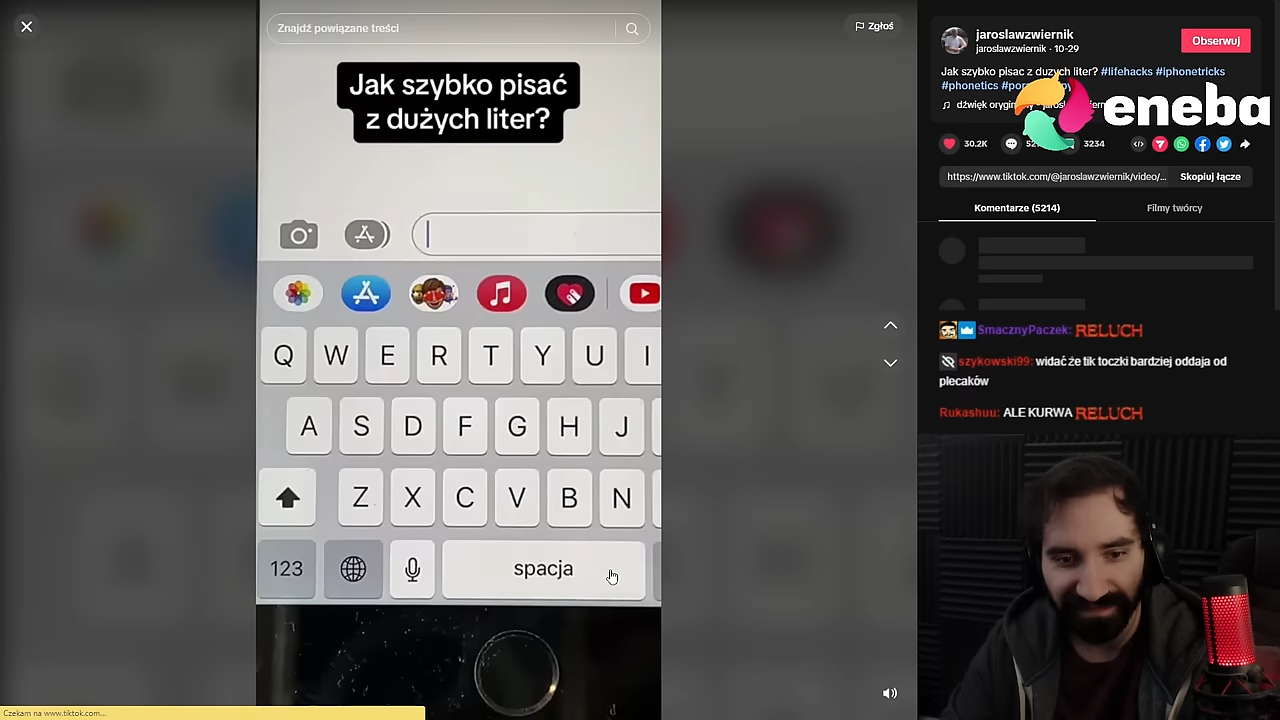 Znajdź powiązane treści
Zgłoś
Jak szybko pisać
z dużych liter?
Q W E R T Y U I
A S D F G H J
Z X C V B N
123 spacja
Czekam na www.tiktok.com...
jaroslawzwiernik
jaroslawzwiernik · 10-29
Obserwuj
Jak szybko pisac z duzych liter? #lifehacks #iphonetricks
#phonetics
dźwięk
eneba
30.2K
3234
https://www.tiktok.com/@jaroslawzwiernik/video/...
Skopiuj łącze
Komentarze (5214)
Filmy twórcy
SmacznyPaczek: RELUCH
szykowski99: widać że tik toczki bardziej oddaja od
plecaków
Rukashuu: ALE KURWA RELUCH